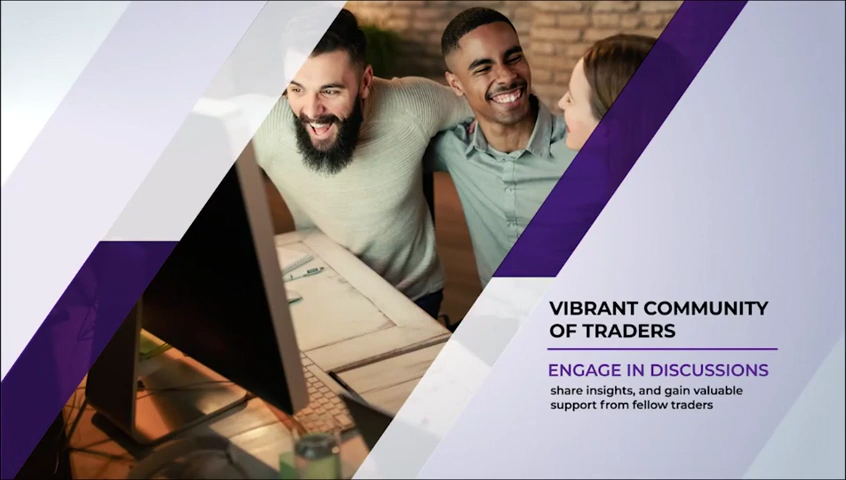 VIBRANT COMMUNITY
OF TRADERS
ENGAGE IN DISCUSSIONS
share insights, and gain valuable
support from fellow traders